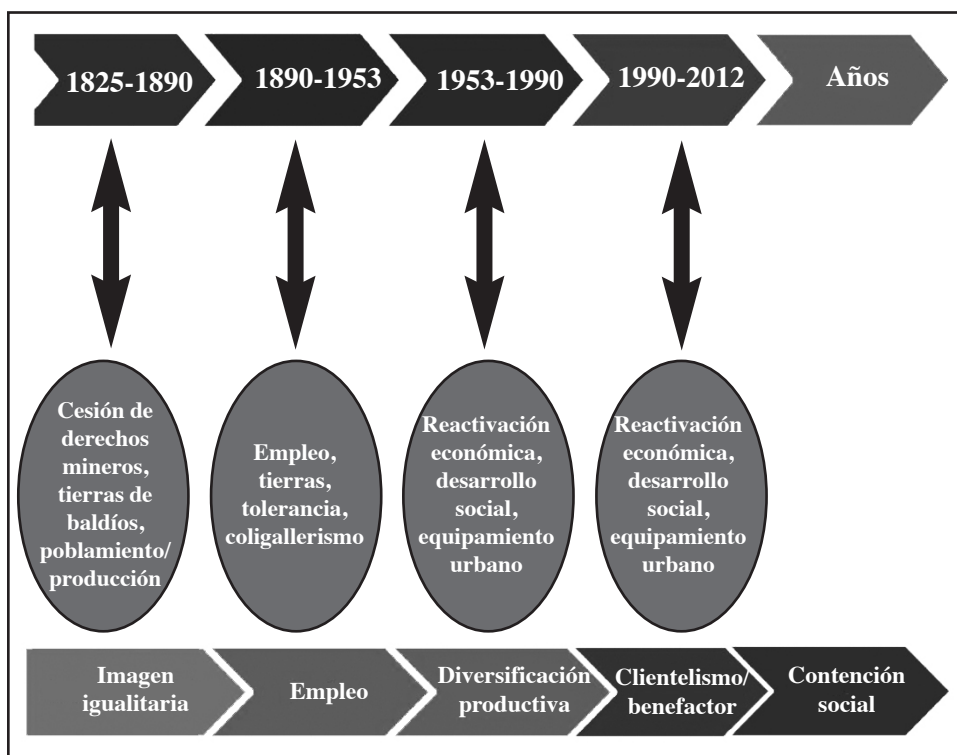 1825-1890
1890-1953
1953-1990
1990-2012
Años
Cesión de
derechos
mineros,
tierras de
baldíos,
poblamiento/
producción
Empleo,
tierras,
tolerancia,
coligallerismo
Reactivación
económica,
desarrollo
social,
equipamiento
urbano
Reactivación
económica,
desarrollo
social,
equipamiento
urbano
Imagen
igualitaria
Empleo
Diversificación
productiva
Clientelismo/
benefactor
Contención
social